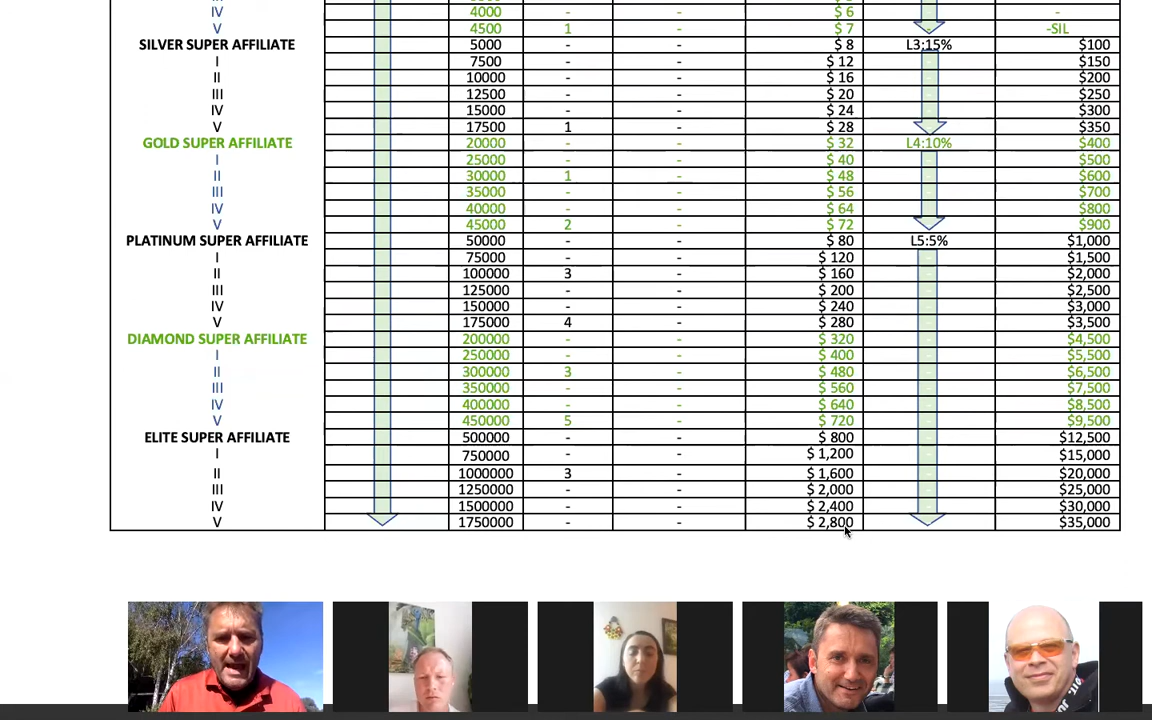 IV 4000 - - $ 6 -
V 4500 1 - $ 7 - -SIL
SILVER SUPER AFFILIATE 5000 - - $ 8 L3:15% $100
I 7500 - - $ 12 - $150
II 10000 - - $ 16 - $200
III 12500 - - $ 20 - $250
IV 15000 - - $ 24 - $300
V 17500 1 - $ 28 - $350
GOLD SUPER AFFILIATE 20000 - - $ 32 L4:10% $400
I 25000 - - $ 40 - $500
II 30000 1 - $ 48 - $600
III 35000 - - $ 56 - $700
IV 40000 - - $ 64 - $800
V 45000 2 - $ 72 - $900
PLATINUM SUPER AFFILIATE 50000 - - $ 80 L5:5% $1,000
I 75000 - - $ 120 - $1,500
II 100000 3 - $ 160 - $2,000
III 125000 - - $ 200 - $2,500
IV 150000 - - $ 240 - $3,000
V 175000 4 - $ 280 - $3,500
DIAMOND SUPER AFFILIATE 200000 - - $ 320 - $4,500
I 250000 - - $ 400 - $5,500
II 300000 3 - $ 480 - $6,500
III 350000 - - $ 560 - $7,500
IV 400000 - - $ 640 - $8,500
V 450000 5 - $ 720 - $9,500
ELITE SUPER AFFILIATE 500000 - - $ 800 - $12,500
I 750000 - - $ 1,200 - $15,000
II 1000000 3 - $ 1,600 - $20,000
III 1250000 - - $ 2,000 - $25,000
IV 1500000 - - $ 2,400 - $30,000
V 1750000 - - $ 2,800 - $35,000